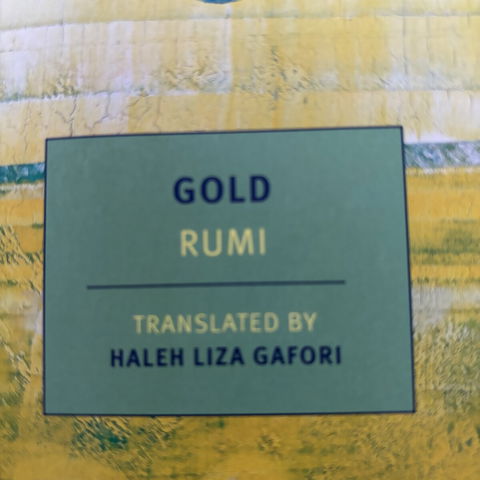 GOLD
RUMI
TRANSLATED BY
HALEH LIZA GAFORI